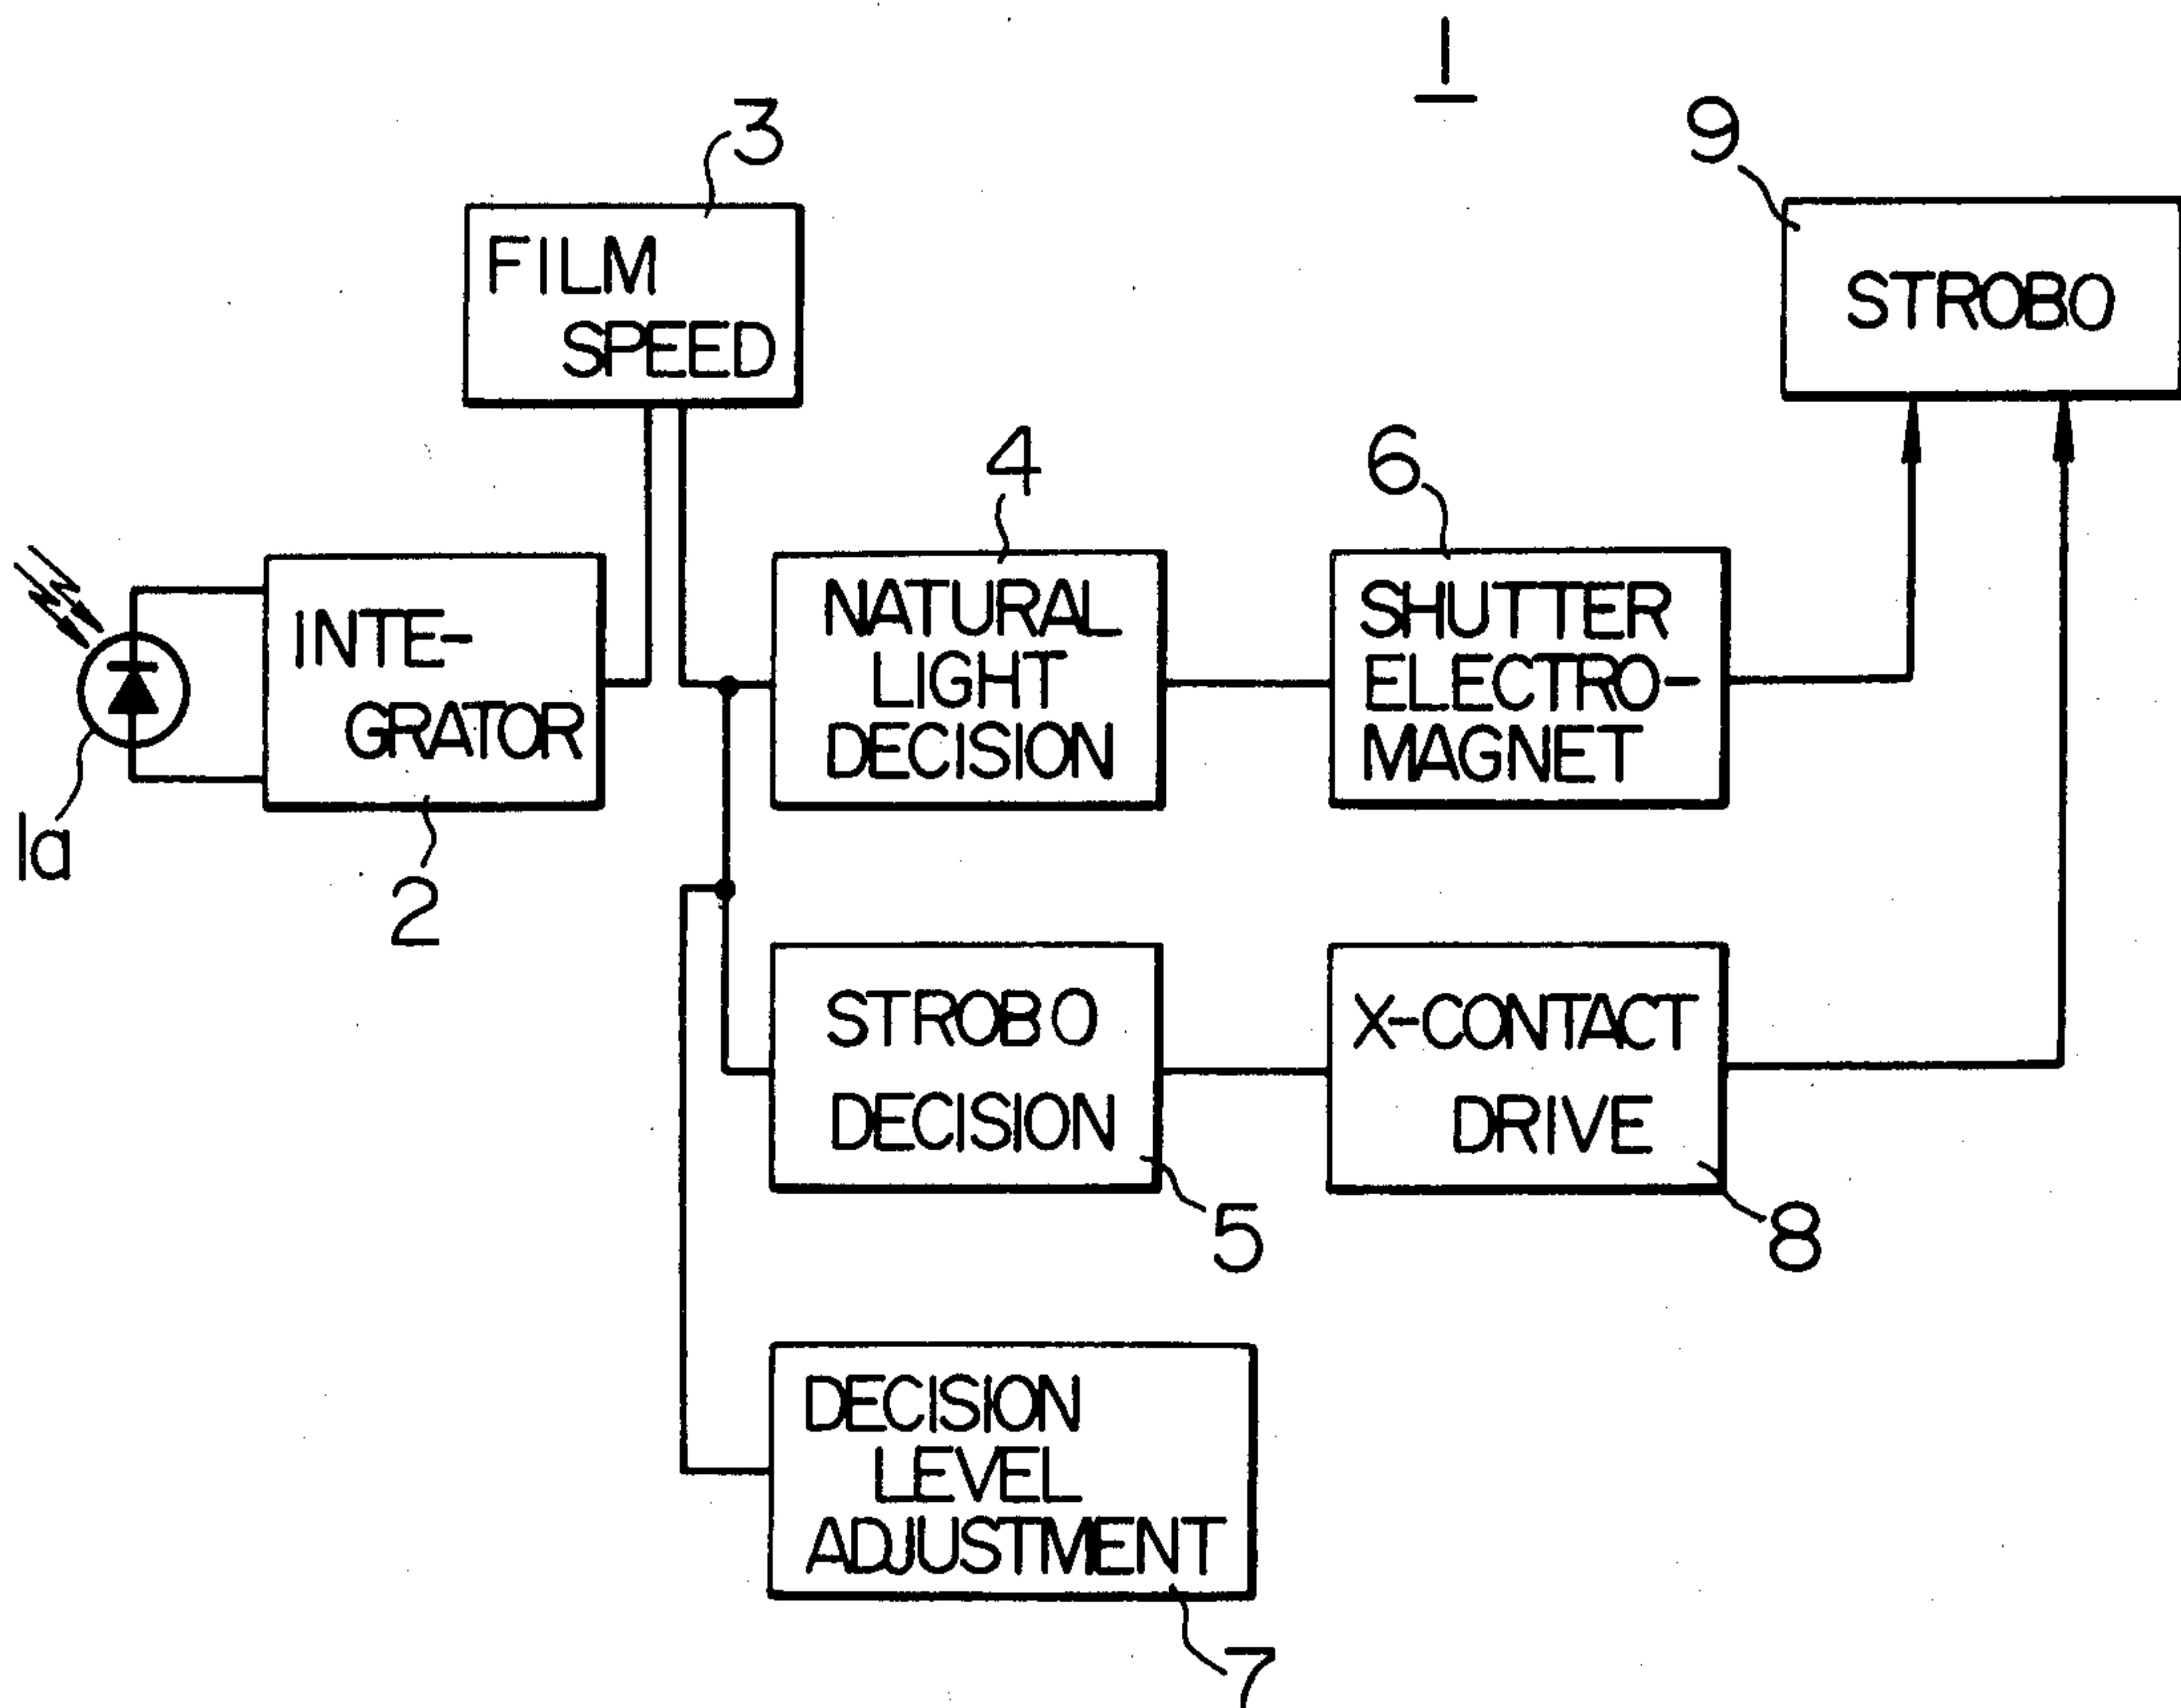 1
3
FILM
SPEED
9
STROBO
1a
INTE-
GRATOR
2
4
NATURAL
LIGHT
DECISION
6
SHUTTER
ELECTRO-
MAGNET
STROBO
DECISION
5
X-CONTACT
DRIVE
8
DECISION
LEVEL
ADJUSTMENT
7